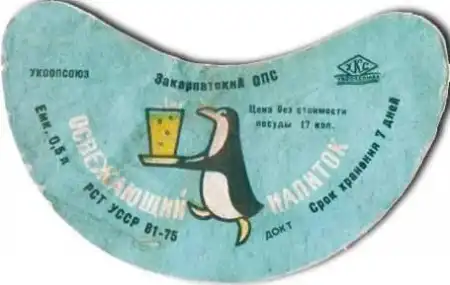 УКООПСОЮЗ
Закарпатский ОПС
УКС
Емк. 0,5 л
Цена без стоимости
посуды 17 коп.
ОСВЕЖАЮЩИЙ НАПИТОК
РСТ УССР 81-75
ДОКТ
Срок хранения 7 дней